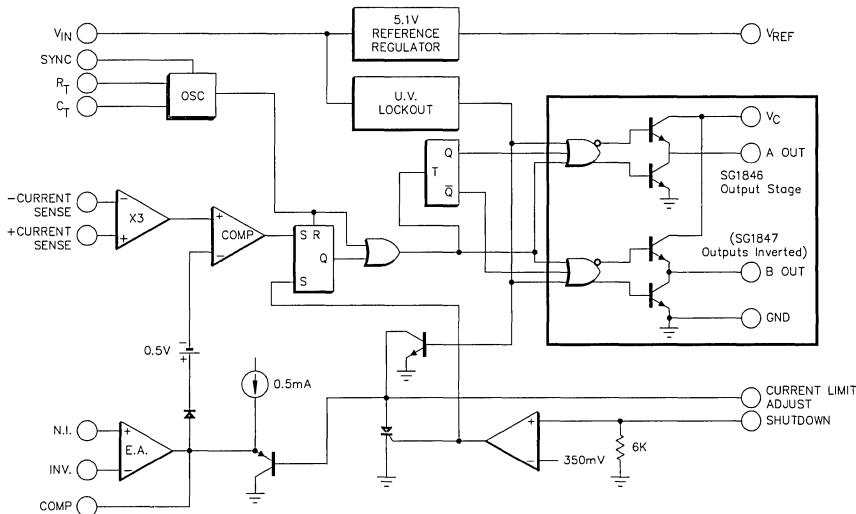 5.1V
REFERENCE
REGULATOR
VIN
VREF
SYNC
RT
CT
OSC
U.V.
LOCKOUT
VC
Q
T
Q
A OUT
SG1846
Output Stage
−CURRENT
SENSE
+CURRENT
SENSE
−
+
X3
+
−
COMP
S R
Q
S
(SG1847
Outputs Inverted)
B OUT
GND
0.5V
−
+
0.5mA
CURRENT LIMIT
ADJUST
SHUTDOWN
N.I.
INV.
+
−
E.A.
+
−
350mV
6K
COMP